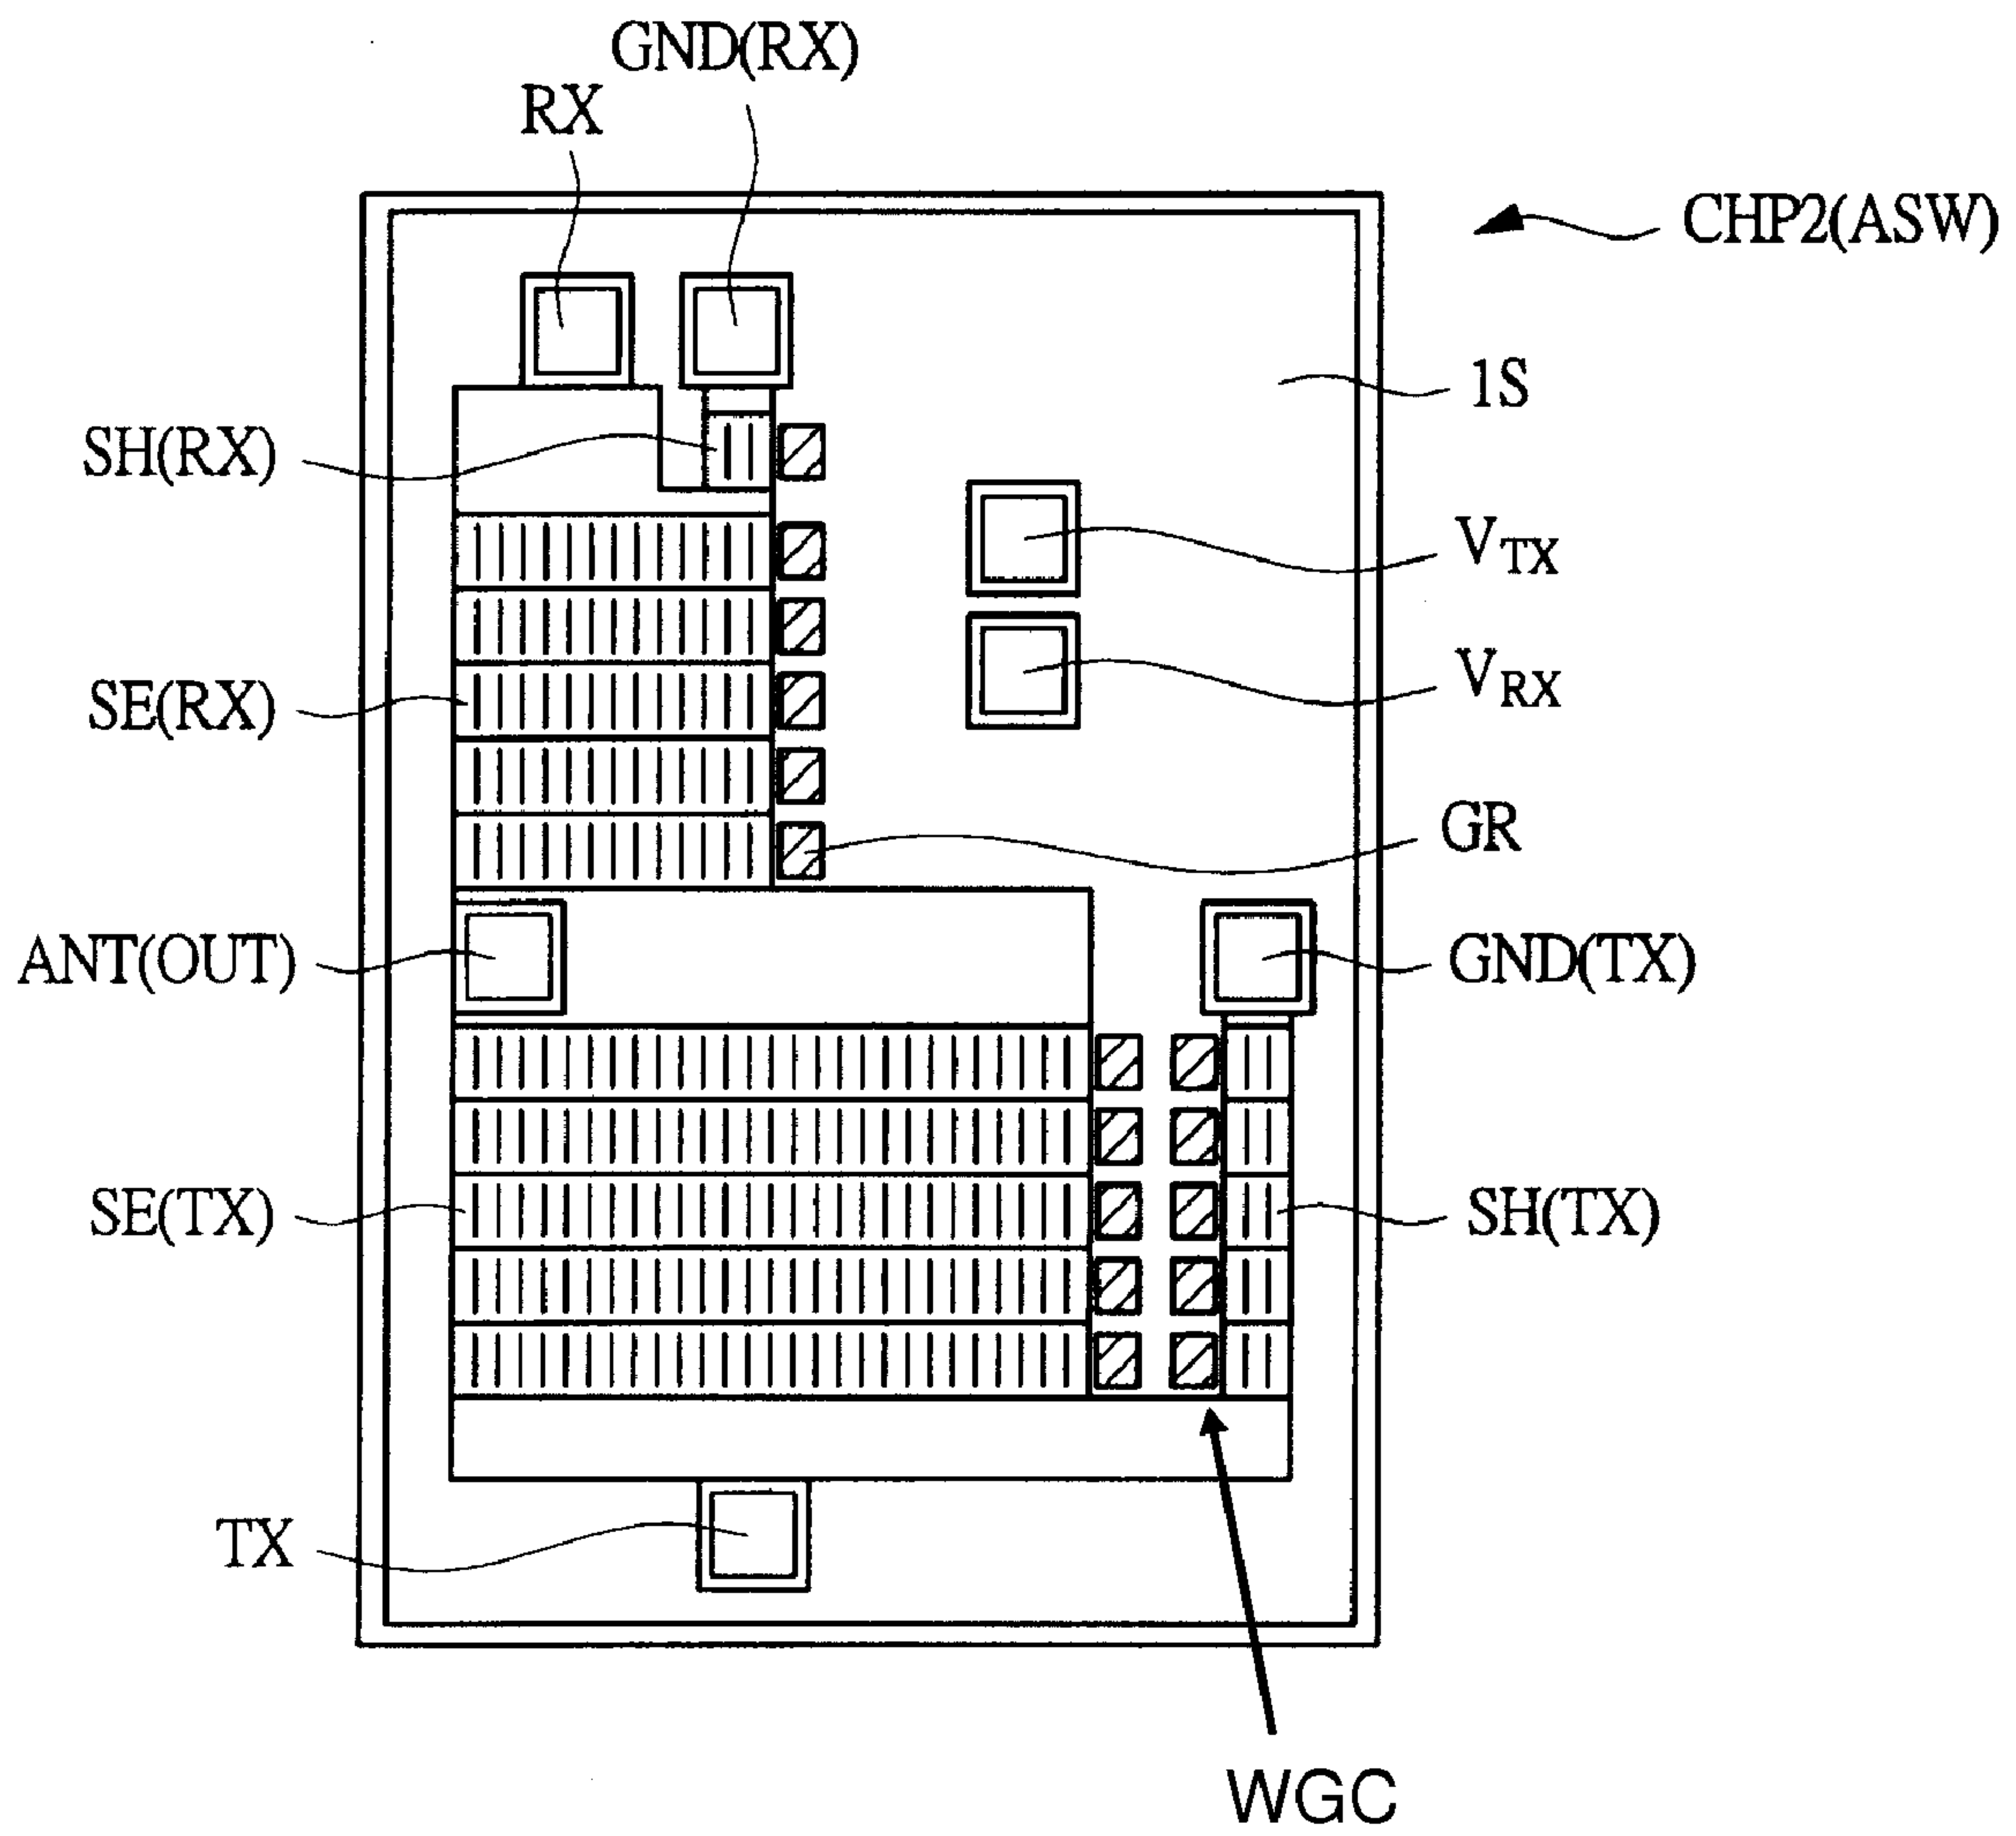 GND(RX)
RX
CHP2(ASW)
1S
SH(RX)
VTX
VRX
SE(RX)
GR
ANT(OUT)
GND(TX)
SE(TX)
SH(TX)
TX
WGC